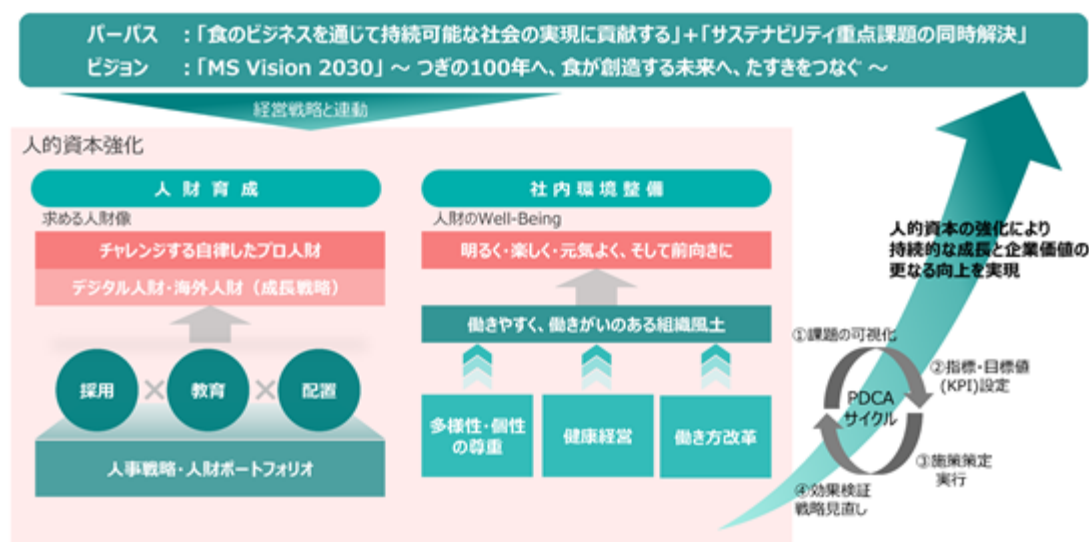 パーパス ：「食のビジネスを通じて持続可能な社会の実現に貢献する」+「サステナビリティ重点課題の同時解決」
ビジョン ：「MS Vision 2030」 ～ つぎの100年へ、食が創造する未来へ、たすきをつなぐ ～
経営戦略と連動
人的資本強化
人財育成
求める人財像
チャレンジする自律したプロ人財
デジタル人財・海外人財（成長戦略）
採用 × 教育 × 配置
人事戦略・人財ポートフォリオ
社内環境整備
人財のWell-Being
明るく・楽しく・元気よく、そして前向きに
働きやすく、働きがいのある組織風土
多様性・個性
の尊重
健康経営
働き方改革
人的資本の強化により
持続的な成長と企業価値の
更なる向上を実現
①課題の可視化
②指標・目標値
(KPI)設定
PDCA
サイクル
③施策策定
実行
④効果検証
戦略見直し